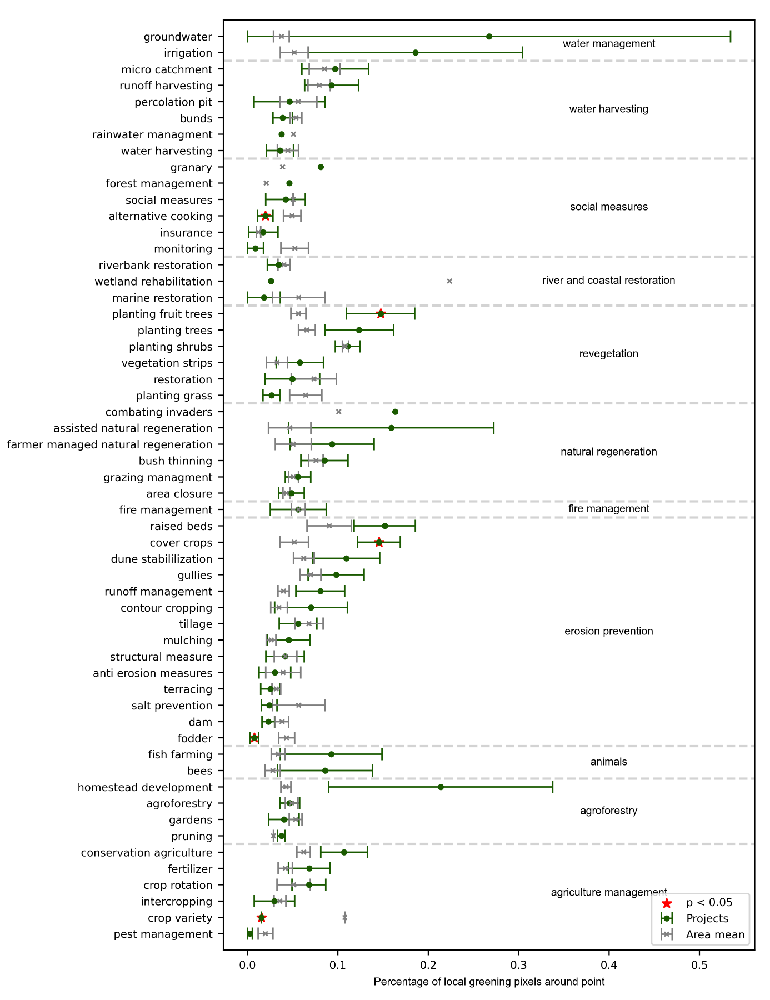 groundwater
water management
irrigation
micro catchment
runoff harvesting
percolation pit
water harvesting
bunds
rainwater managment
water harvesting
granary
forest management
social measures
social measures
alternative cooking
insurance
monitoring
riverbank restoration
wetland rehabilitation
river and coastal restoration
marine restoration
planting fruit trees
planting trees
planting shrubs
revegetation
vegetation strips
restoration
planting grass
combating invaders
assisted natural regeneration
farmer managed natural regeneration
natural regeneration
bush thinning
grazing managment
area closure
fire management
fire management
raised beds
cover crops
dune stabililization
gullies
runoff management
contour cropping
tillage
erosion prevention
mulching
structural measure
anti erosion measures
terracing
salt prevention
dam
fodder
fish farming
animals
bees
homestead development
agroforestry
agroforestry
gardens
pruning
conservation agriculture
fertilizer
crop rotation
agriculture management
intercropping
crop variety
pest management
p < 0.05
Projects
Area mean
0.0 0.1 0.2 0.3 0.4 0.5
Percentage of local greening pixels around point